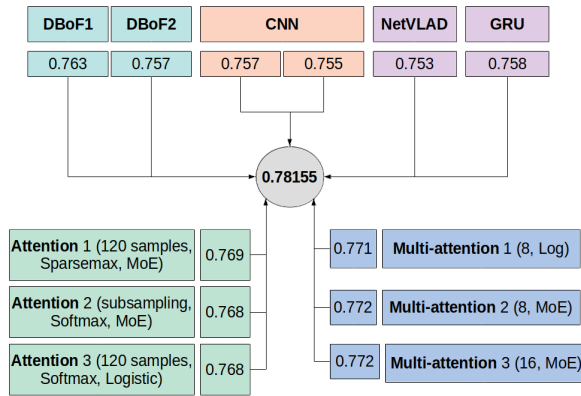 DBoF1 DBoF2 CNN NetVLAD GRU
0.763 0.757 0.757 0.755 0.753 0.758
0.78155
Attention 1 (120 samples,
Sparsemax, MoE)
0.769
Attention 2 (subsampling,
Softmax, MoE)
0.768
Attention 3 (120 samples,
Softmax, Logistic)
0.768
0.771 Multi-attention 1 (8, Log)
0.772 Multi-attention 2 (8, MoE)
0.772 Multi-attention 3 (16, MoE)